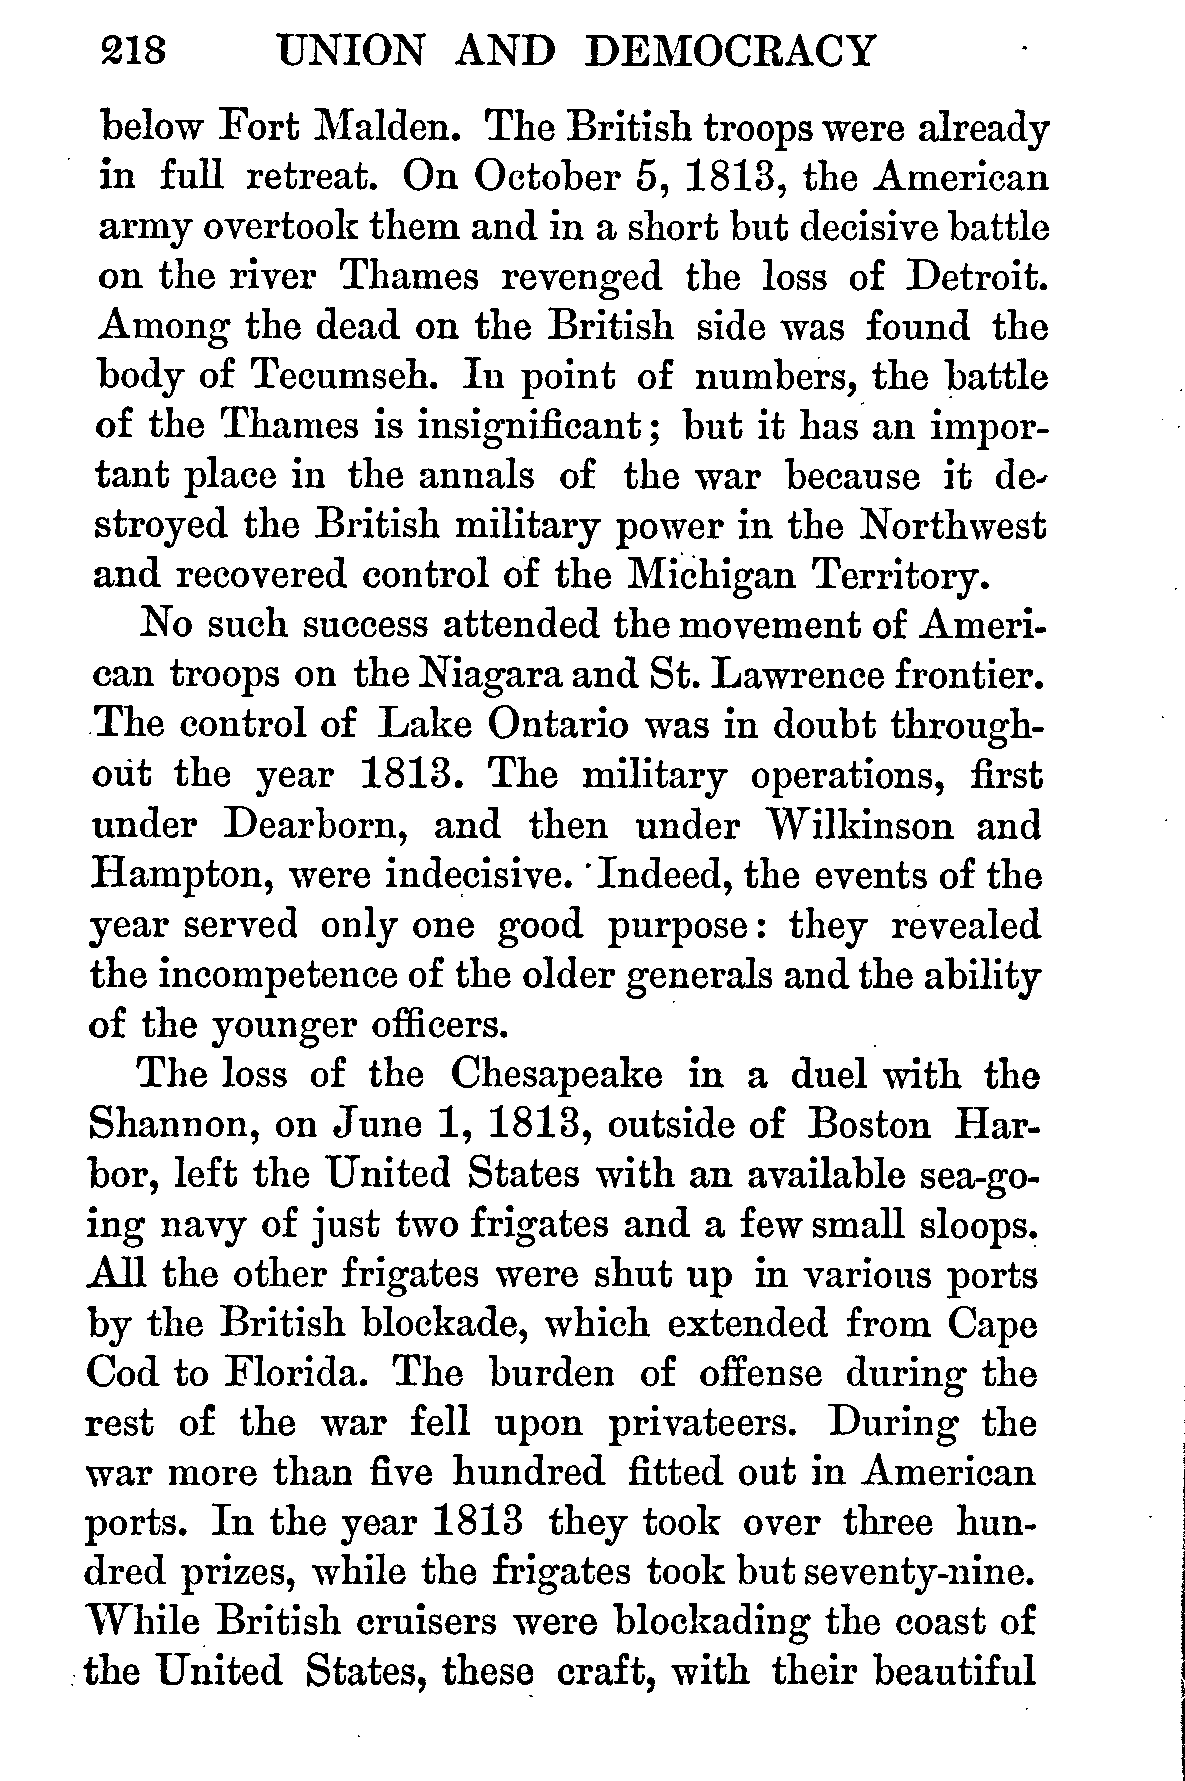 218 UNION AND DEMOCRACY
below Fort Malden. The British troops were already
in full retreat. On October 5, 1813, the American
army overtook them and in a short but decisive battle
on the river Thames revenged the loss of Detroit.
Among the dead on the British side was found the
body of Tecumseh. In point of numbers, the battle
of the Thames is insignificant; but it has an impor-
tant place in the annals of the war because it de-
stroyed the British military power in the Northwest
and recovered control of the Michigan Territory.
No such success attended the movement of Ameri-
can troops on the Niagara and St. Lawrence frontier.
The control of Lake Ontario was in doubt through-
out the year 1813. The military operations, first
under Dearborn, and then under Wilkinson and
Hampton, were indecisive. Indeed, the events of the
year served only one good purpose: they revealed
the incompetence of the older generals and the ability
of the younger officers.
The loss of the Chesapeake in a duel with the
Shannon, on June 1, 1813, outside of Boston Har-
bor, left the United States with an available sea-go-
ing navy of just two frigates and a few small sloops.
All the other frigates were shut up in various ports
by the British blockade, which extended from Cape
Cod to Florida. The burden of offense during the
rest of the war fell upon privateers. During the
war more than five hundred fitted out in American
ports. In the year 1813 they took over three hun-
dred prizes, while the frigates took but seventy-nine.
While British cruisers were blockading the coast of
the United States, these craft, with their beautiful